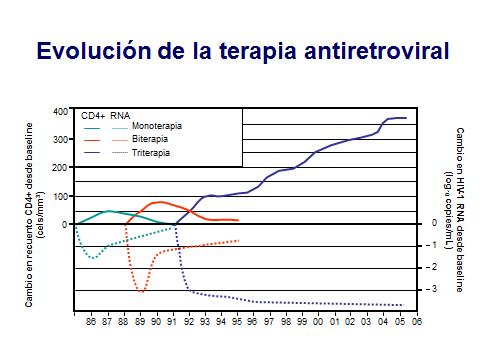 Evolución de la terapia antiretroviral
CD4+ RNA
Monoterapia
Biterapia
Triterapia
400
300
200
100
0
Cambio en recuento CD4+ desde baseline
(cels/mm³)
0
– 1
– 2
– 3
Cambio en HIV-1 RNA desde baseline
(log₁₀ copies/mL)
86 87 88 89 90 91 92 93 94 95 96 97 98 99 00 01 02 03 04 05 06